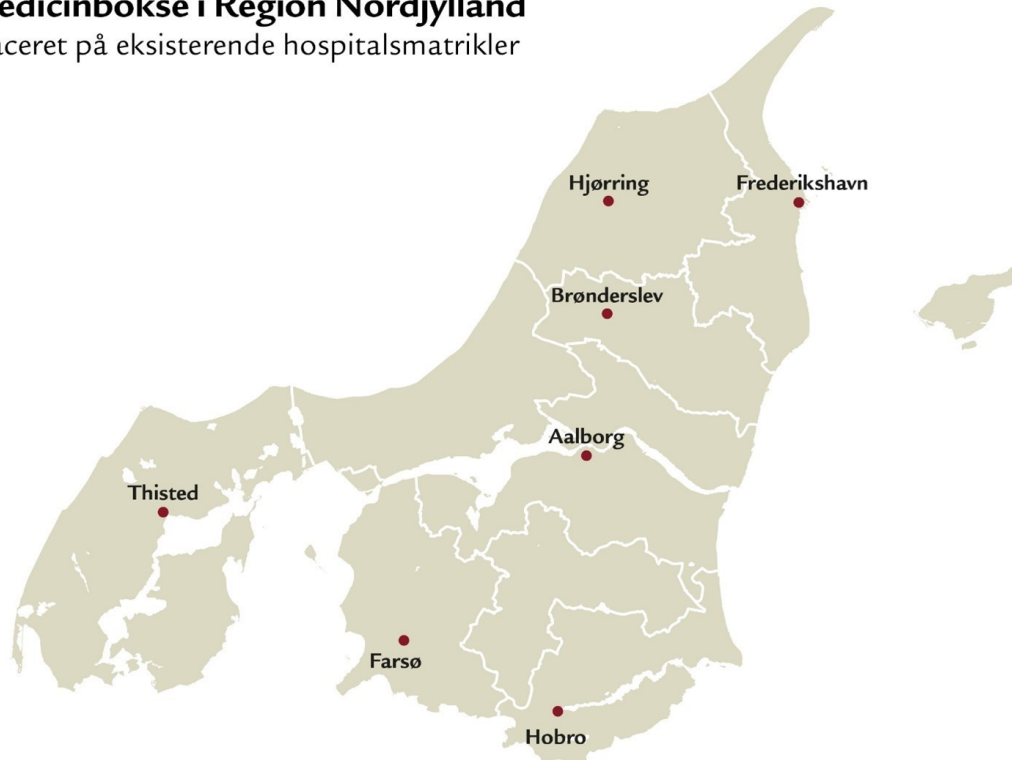 edicinbokse i Region Nordjylland
aceret på eksisterende hospitalsmatrikler
Hjørring
Frederikshavn
Brønderslev
Aalborg
Thisted
Farsø
Hobro